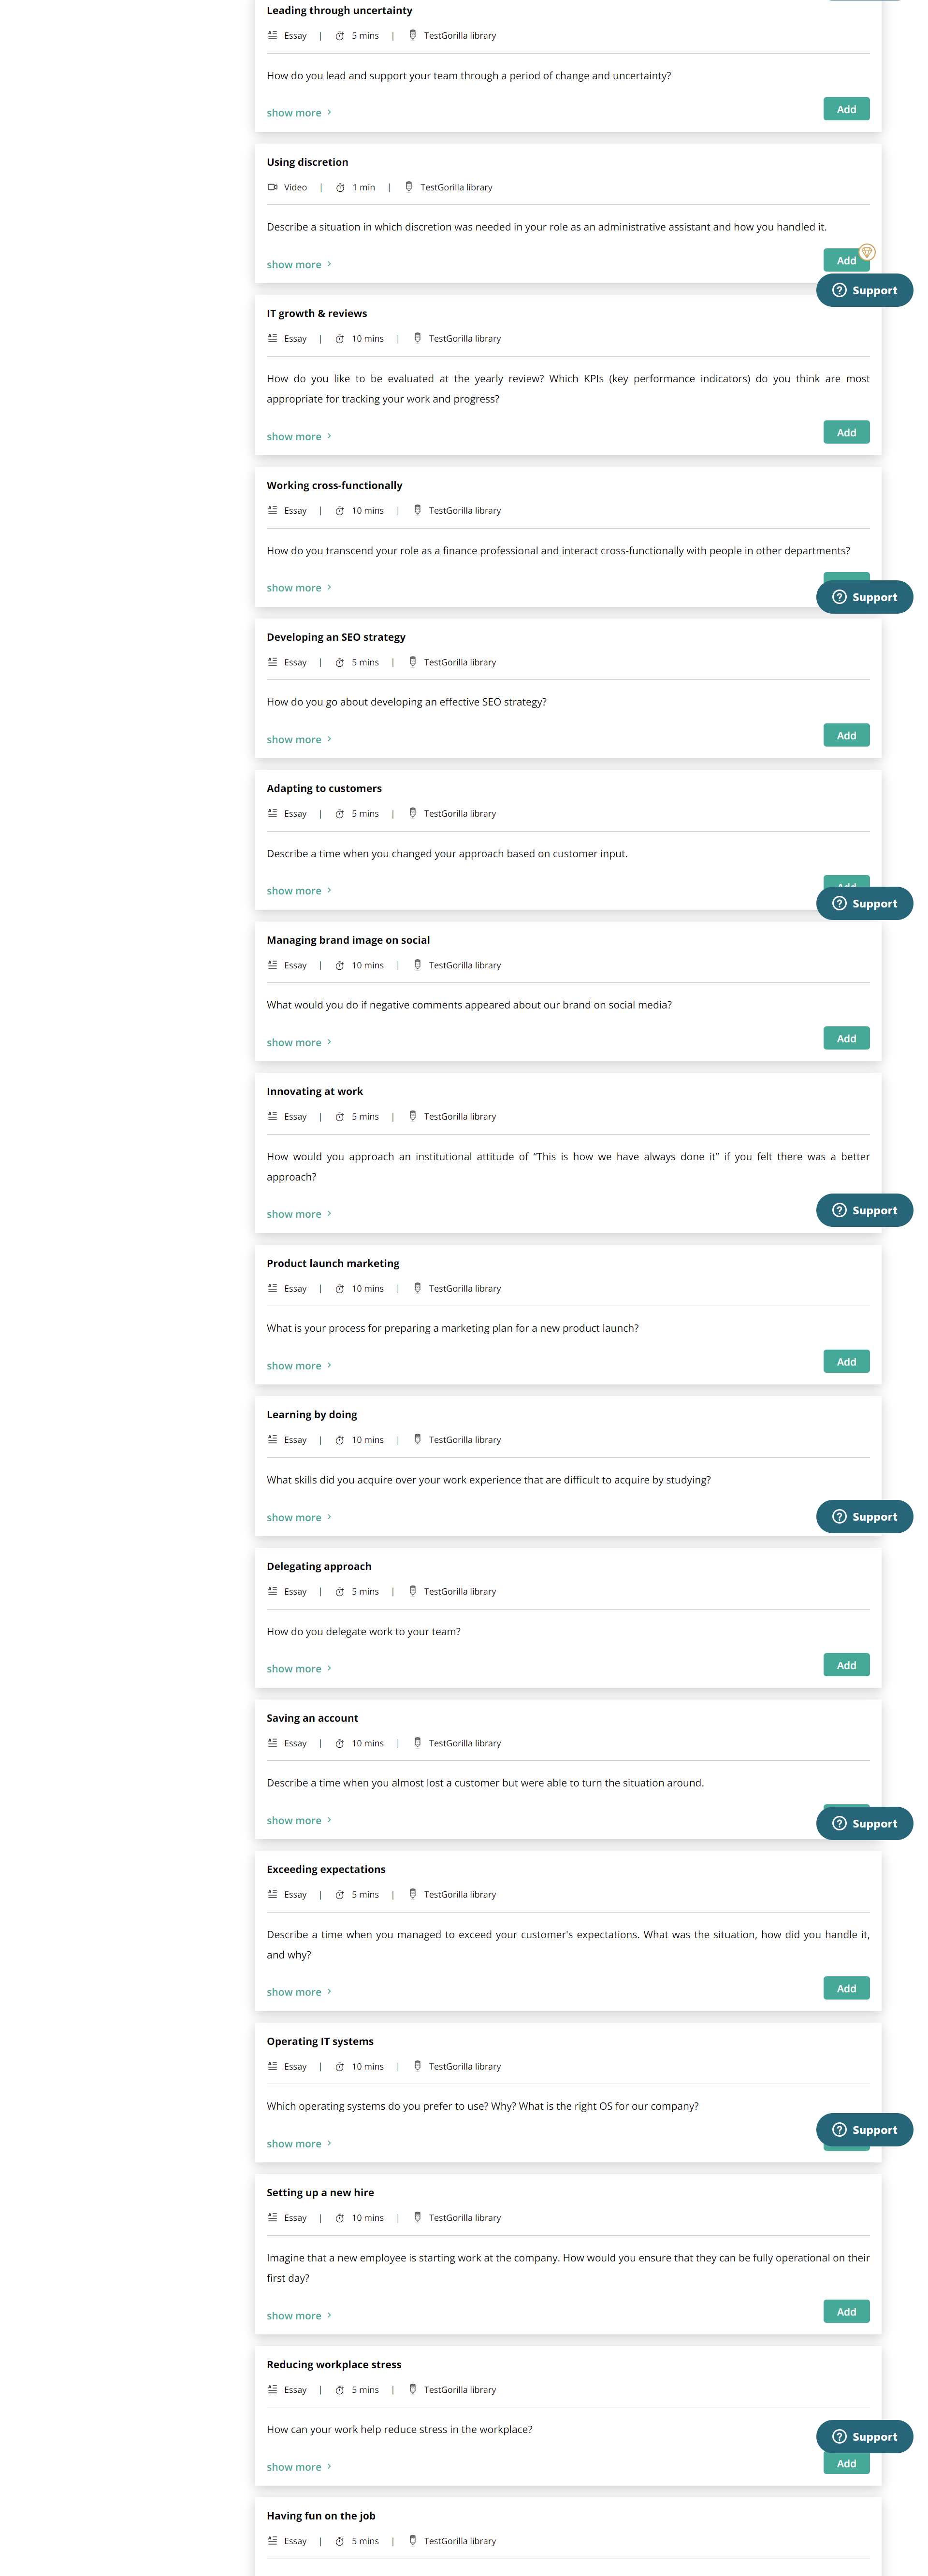 Leading through uncertainty
Essay | 5 mins | TestGorilla library
How do you lead and support your team through a period of change and uncertainty?
show more
Add
Using discretion
Video | 1 min | TestGorilla library
Describe a situation in which discretion was needed in your role as an administrative assistant and how you handled it.
show more
Add
Support
IT growth & reviews
Essay | 10 mins | TestGorilla library
How do you like to be evaluated at the yearly review? Which KPIs (key performance indicators) do you think are most
appropriate for tracking your work and progress?
show more
Add
Working cross-functionally
Essay | 10 mins | TestGorilla library
How do you transcend your role as a finance professional and interact cross-functionally with people in other departments?
show more
Support
Developing an SEO strategy
Essay | 5 mins | TestGorilla library
How do you go about developing an effective SEO strategy?
show more
Add
Adapting to customers
Essay | 5 mins | TestGorilla library
Describe a time when you changed your approach based on customer input.
show more
Add
Support
Managing brand image on social
Essay | 10 mins | TestGorilla library
What would you do if negative comments appeared about our brand on social media?
show more
Add
Innovating at work
Essay | 5 mins | TestGorilla library
How would you approach an institutional attitude of “This is how we have always done it” if you felt there was a better
approach?
show more
Support
Product launch marketing
Essay | 10 mins | TestGorilla library
What is your process for preparing a marketing plan for a new product launch?
show more
Add
Learning by doing
Essay | 10 mins | TestGorilla library
What skills did you acquire over your work experience that are difficult to acquire by studying?
show more
Support
Delegating approach
Essay | 5 mins | TestGorilla library
How do you delegate work to your team?
show more
Add
Saving an account
Essay | 10 mins | TestGorilla library
Describe a time when you almost lost a customer but were able to turn the situation around.
show more
Support
Exceeding expectations
Essay | 5 mins | TestGorilla library
Describe a time when you managed to exceed your customer's expectations. What was the situation, how did you handle it,
and why?
show more
Add
Operating IT systems
Essay | 10 mins | TestGorilla library
Which operating systems do you prefer to use? Why? What is the right OS for our company?
show more
Support
Setting up a new hire
Essay | 10 mins | TestGorilla library
Imagine that a new employee is starting work at the company. How would you ensure that they can be fully operational on their
first day?
show more
Add
Reducing workplace stress
Essay | 5 mins | TestGorilla library
How can your work help reduce stress in the workplace?
Support
show more
Add
Having fun on the job
Essay | 5 mins | TestGorilla library